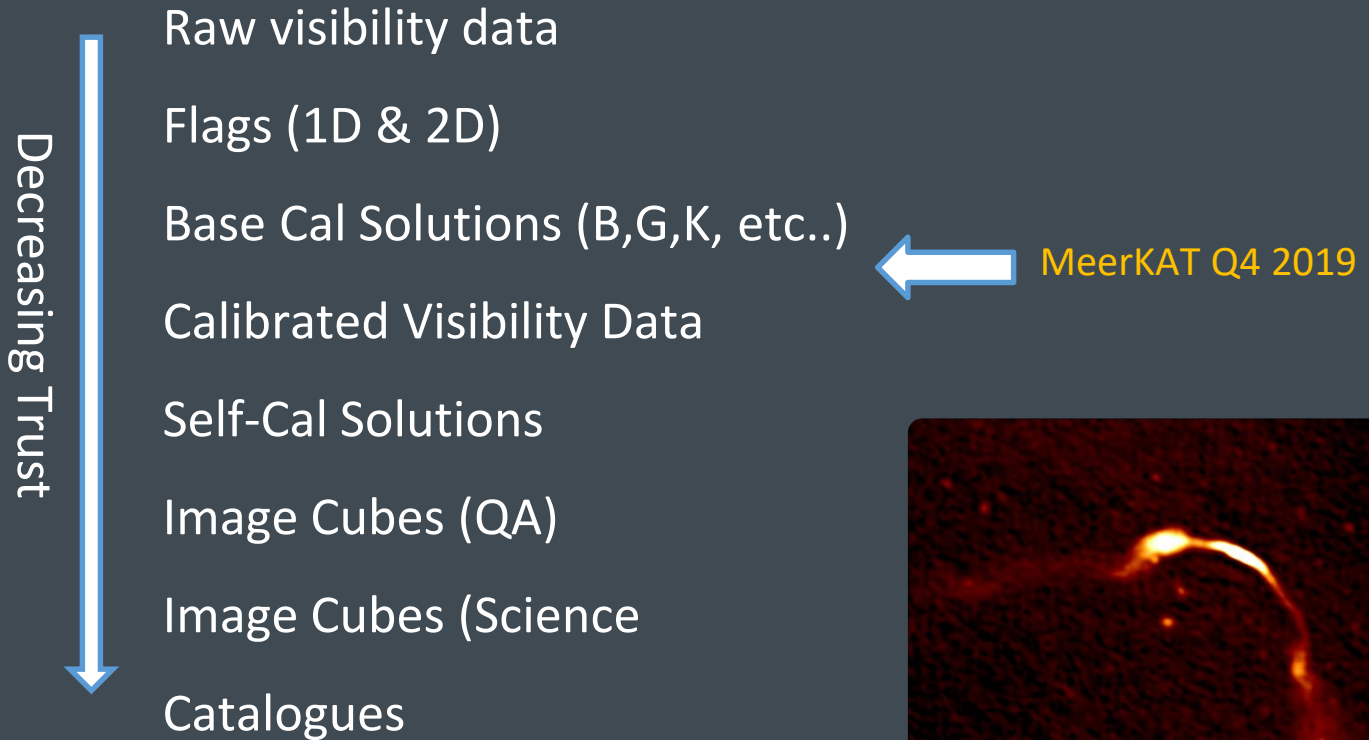 Raw visibility data
Flags (1D & 2D)
Base Cal Solutions (B,G,K, etc..)
MeerKAT Q4 2019
Calibrated Visibility Data
Self-Cal Solutions
Image Cubes (QA)
Image Cubes (Science
Catalogues
Decreasing Trust